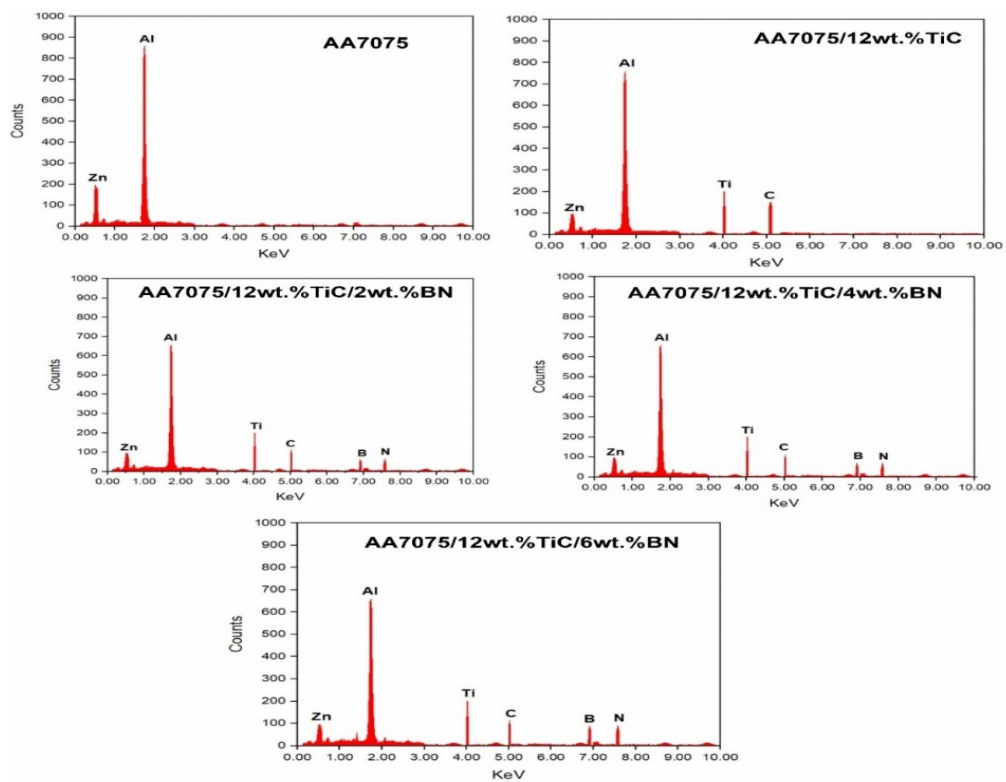 AA7075
1000
900
800
700
600
500
400
300
200
100
0
Counts
Al
Zn
0.00 1.00 2.00 3.00 4.00 5.00 6.00 7.00 8.00 9.00 10.00
KeV
AA7075/12wt.%TiC
1000
900
800
700
600
500
400
300
200
100
0
Counts
Al
Ti
C
Zn
0.00 1.00 2.00 3.00 4.00 5.00 6.00 7.00 8.00 9.00 10.00
KeV
AA7075/12wt.%TiC/2wt.%BN
1000
900
800
700
600
500
400
300
200
100
0
Counts
Al
Ti
Zn
C
B
N
0.00 1.00 2.00 3.00 4.00 5.00 6.00 7.00 8.00 9.00 10.00
KeV
AA7075/12wt.%TiC/4wt.%BN
1000
900
800
700
600
500
400
300
200
100
0
Counts
Al
Ti
Zn
C
B
N
0.00 1.00 2.00 3.00 4.00 5.00 6.00 7.00 8.00 9.00 10.00
KeV
AA7075/12wt.%TiC/6wt.%BN
1000
900
800
700
600
500
400
300
200
100
0
Counts
Al
Ti
Zn
C
B
N
0.00 1.00 2.00 3.00 4.00 5.00 6.00 7.00 8.00 9.00 10.00
KeV